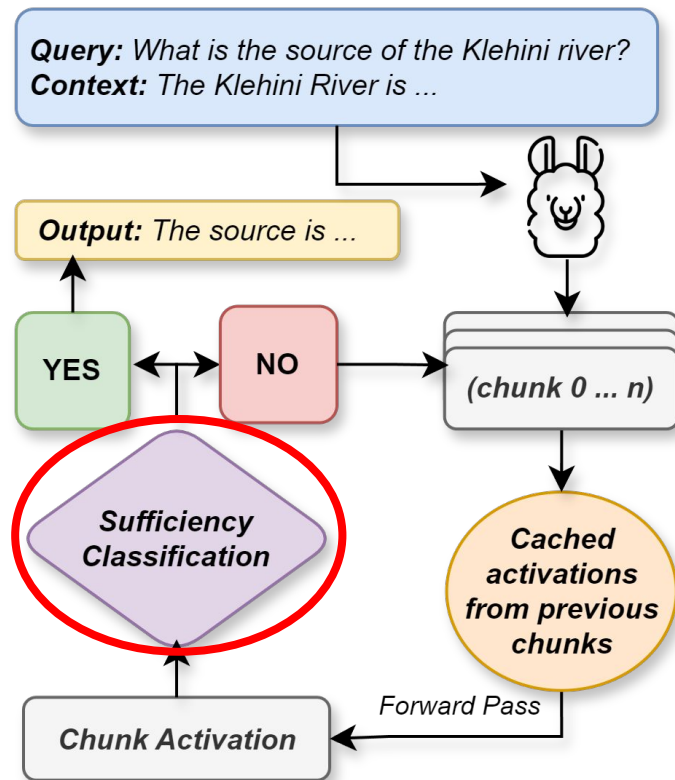 Query: What is the source of the Klehini river?
Context: The Klehini River is ...
Output: The source is ...
YES
NO
(chunk 0 ... n)
Sufficiency
Classification
Cached
activations
from previous
chunks
Forward Pass
Chunk Activation